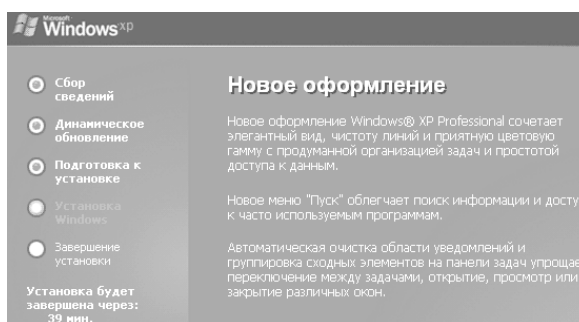 Microsoft
Windows xp
Сбор
сведений
Динамическое
обновление
Подготовка к
установке
Установка
Windows
Завершение
установки
Установка будет
завершена через:
39 мин.
Новое оформление
Новое оформление Windows® XP Professional сочетает
элегантный вид, чистоту линий и приятную цветовую
гамму с продуманной организацией задач и простотой
доступа к данным.
Новое меню "Пуск" облегчает поиск информации и досту
к часто используемым программам.
Автоматическая очистка области уведомлений и
группировка сходных элементов на панели задач упрощае
переключение между задачами, открытие, просмотр или
закрытие различных окон.